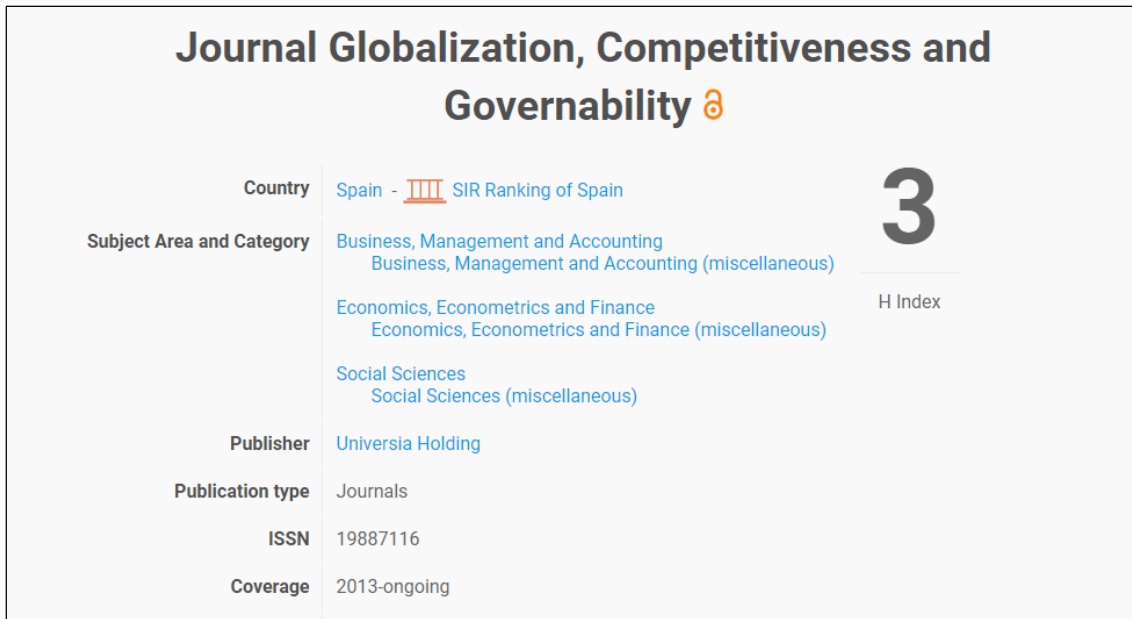 Journal Globalization, Competitiveness and
Governability
Country
Spain - SIR Ranking of Spain
Subject Area and Category
Business, Management and Accounting
Business, Management and Accounting (miscellaneous)
Economics, Econometrics and Finance
Economics, Econometrics and Finance (miscellaneous)
Social Sciences
Social Sciences (miscellaneous)
3
H Index
Publisher
Universia Holding
Publication type
Journals
ISSN
19887116
Coverage
2013-ongoing